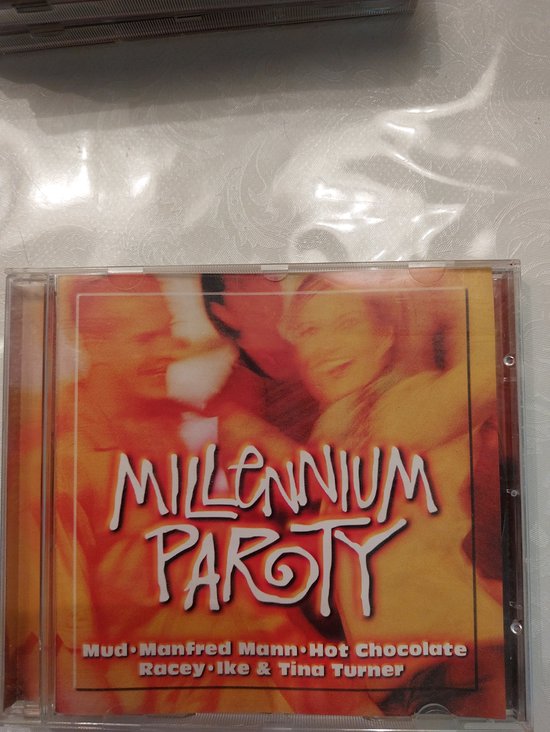 MILLeNNIUM
PARTY
Mud • Manfred Mann • Hot Chocolate
Racey • Ike & Tina Turner